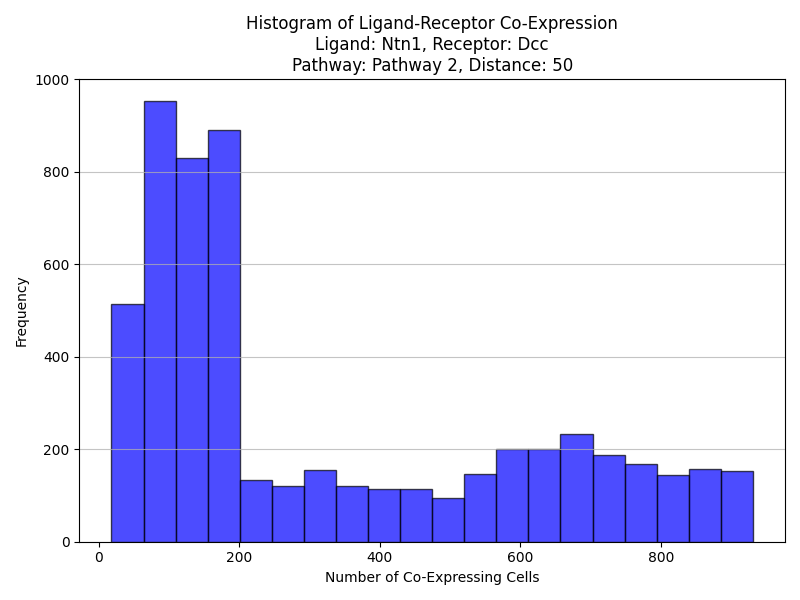 Histogram of Ligand-Receptor Co-Expression
Ligand: Ntn1, Receptor: Dcc
Pathway: Pathway 2, Distance: 50
1000
800
600
400
200
0
Frequency
0 200 400 600 800
Number of Co-Expressing Cells